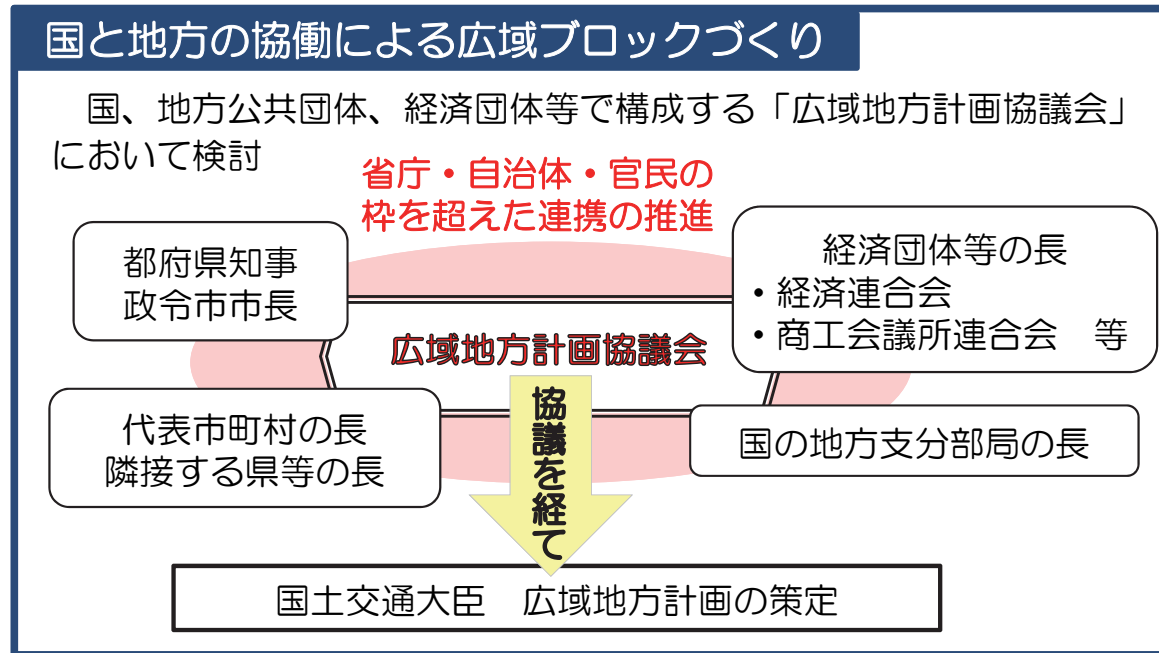 国と地方の協働による広域ブロックづくり
国、地方公共団体、経済団体等で構成する「広域地方計画協議会」
において検討
省庁・自治体・官民の
枠を超えた連携の推進
都府県知事
政令市市長
経済団体等の長
・経済連合会
・商工会議所連合会　等
広域地方計画協議会
代表市町村の長
隣接する県等の長
国の地方支分部局の長
協議を経て
国土交通大臣　広域地方計画の策定